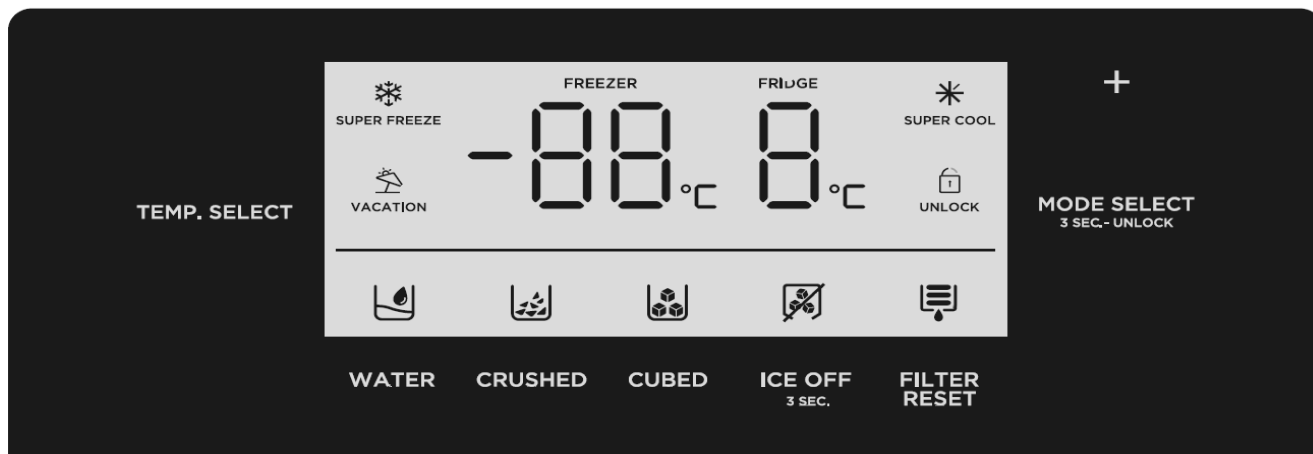 FREEZER FRIDGE
SUPER FREEZE
SUPER COOL
-88°C 8°C
VACATION
UNLOCK
+
TEMP. SELECT
MODE SELECT
3 SEC.- UNLOCK
WATER
CRUSHED
CUBED
ICE OFF
3 SEC.
FILTER
RESET